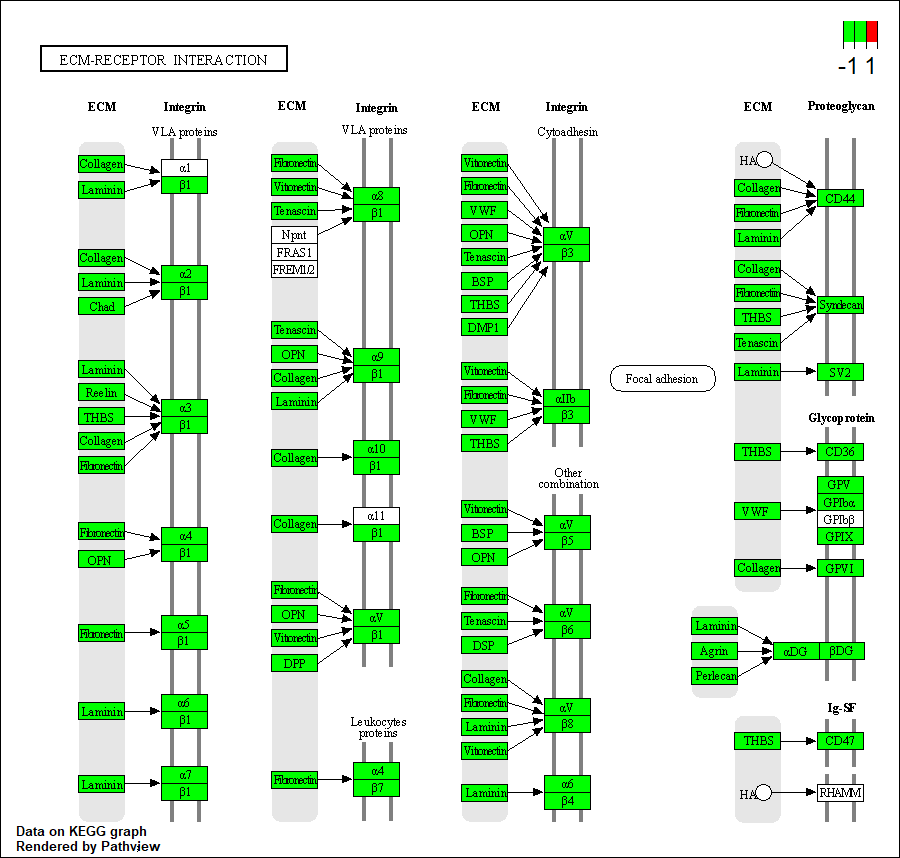 -1 1
ECM-RECEPTOR INTERACTION
ECM
Integrin
VLA proteins
Collagen
Laminin
α1
β1
Collagen
Laminin
Chad
α2
β1
Laminin
Reelin
THBS
Collagen
Fibronectin
α3
β1
Fibronectin
OPN
α4
β1
Fibronectin
α5
β1
Laminin
α6
β1
Laminin
α7
β1
ECM
Integrin
VLA proteins
Fibronectin
Vitronectin
Tenascin
Npnt
FRAS1
FREM1/2
α8
β1
Tenascin
OPN
Collagen
Laminin
α9
β1
Collagen
α10
β1
Collagen
α11
β1
Fibronectin
OPN
Vitronectin
DPP
αV
β1
Leukocytes
proteins
Fibronectin
α4
β7
ECM
Integrin
Cytoadhesin
Vitronectin
Fibronectin
VWF
OPN
Tenascin
BSP
THBS
DMP1
αV
β3
Vitronectin
Fibronectin
VWF
THBS
αIIb
β3
Other
combination
Vitronectin
BSP
OPN
αV
β5
Fibronectin
Tenascin
DSP
αV
β6
Collagen
Fibronectin
Laminin
Vitronectin
αV
β8
Laminin
α6
β4
Focal adhesion
ECM
Proteoglycan
HA
Collagen
Fibronectin
Laminin
CD44
Collagen
Fibronectin
THBS
Tenascin
Syndecan
Laminin
SV2
Glycoprotein
THBS
CD36
VWF
GPV
GPIbα
GPIbβ
GPIX
Collagen
GPVI
Laminin
Agrin
Perlecan
αDG
βDG
Ig-SF
THBS
CD47
HA
RHAMM
Data on KEGG graph
Rendered by Pathview